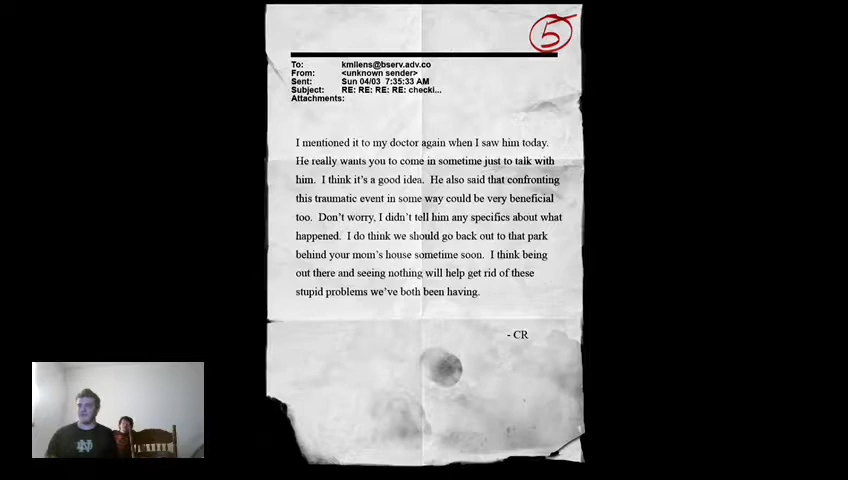 5
To: kmilens@bserv.adv.co
From: <unknown sender>
Sent: Sun 04/03 7:35:33 AM
Subject: RE: RE: RE: RE: checki...
Attachments:
I mentioned it to my doctor again when I saw him today.
He really wants you to come in sometime just to talk with
him. I think it's a good idea. He also said that confronting
this traumatic event in some way could be very beneficial
too. Don't worry, I didn't tell him any specifics about what
happened. I do think we should go back out to that park
behind your mom's house sometime soon. I think being
out there and seeing nothing will help get rid of these
stupid problems we've both been having.
- CR